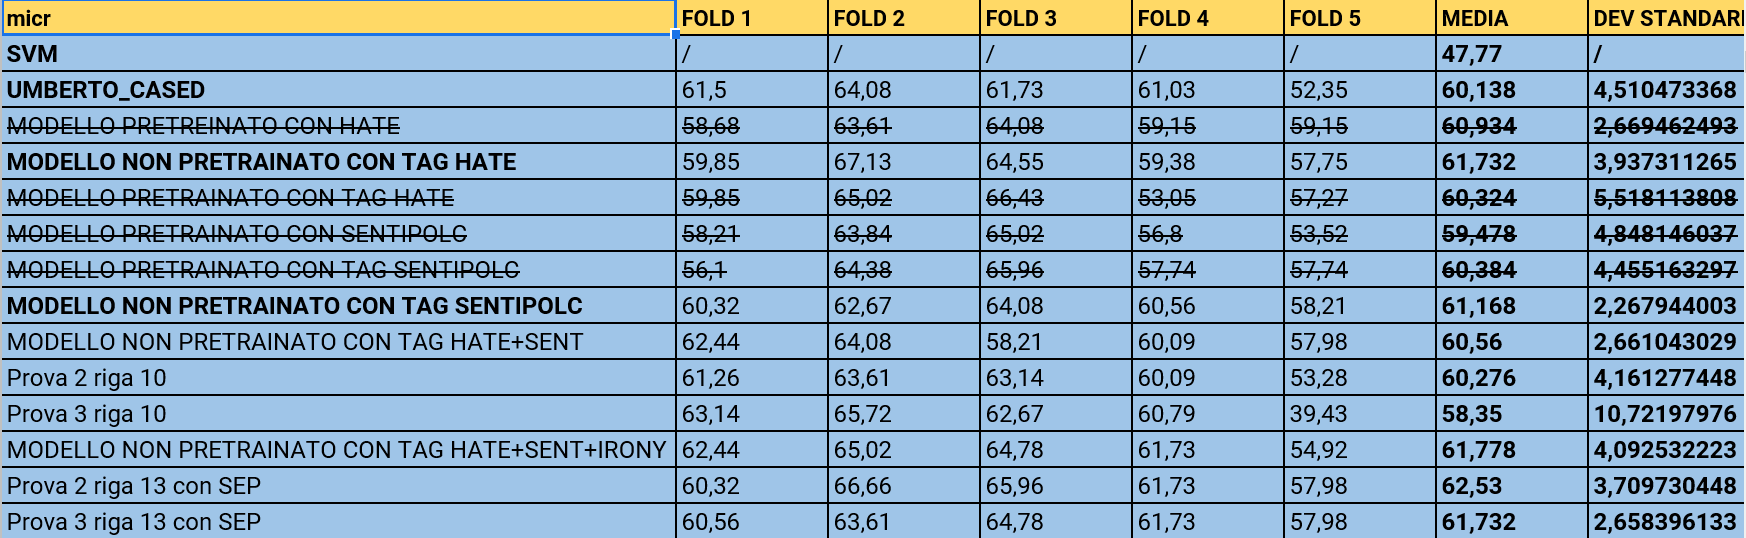 micr FOLD 1 FOLD 2 FOLD 3 FOLD 4 FOLD 5 MEDIA DEV STANDARD
SVM / / / / / 47,77 /
UMBERTO_CASED 61,5 64,08 61,73 61,03 52,35 60,138 4,510473368
MODELLO PRETREINATO CON HATE 58,68 63,61 64,08 59,15 59,15 60,934 2,669462493
MODELLO NON PRETRAINATO CON TAG HATE 59,85 67,13 64,55 59,38 57,75 61,732 3,937311265
MODELLO PRETRAINATO CON TAG HATE 59,85 65,02 66,43 53,05 57,27 60,324 5,518113808
MODELLO PRETRAINATO CON SENTIPOLC 58,21 63,84 65,02 56,8 53,52 59,478 4,848146037
MODELLO PRETRAINATO CON TAG SENTIPOLC 56,1 64,38 65,96 57,74 57,74 60,384 4,455163297
MODELLO NON PRETRAINATO CON TAG SENTIPOLC 60,32 62,67 64,08 60,56 58,21 61,168 2,267944003
MODELLO NON PRETRAINATO CON TAG HATE+SENT 62,44 64,08 58,21 60,09 57,98 60,56 2,661043029
Prova 2 riga 10 61,26 63,61 63,14 60,09 53,28 60,276 4,161277448
Prova 3 riga 10 63,14 65,72 62,67 60,79 39,43 58,35 10,72197976
MODELLO NON PRETRAINATO CON TAG HATE+SENT+IRONY 62,44 65,02 64,78 61,73 54,92 61,778 4,092532223
Prova 2 riga 13 con SEP 60,32 66,66 65,96 61,73 57,98 62,53 3,709730448
Prova 3 riga 13 con SEP 60,56 63,61 64,78 61,73 57,98 61,732 2,658396133